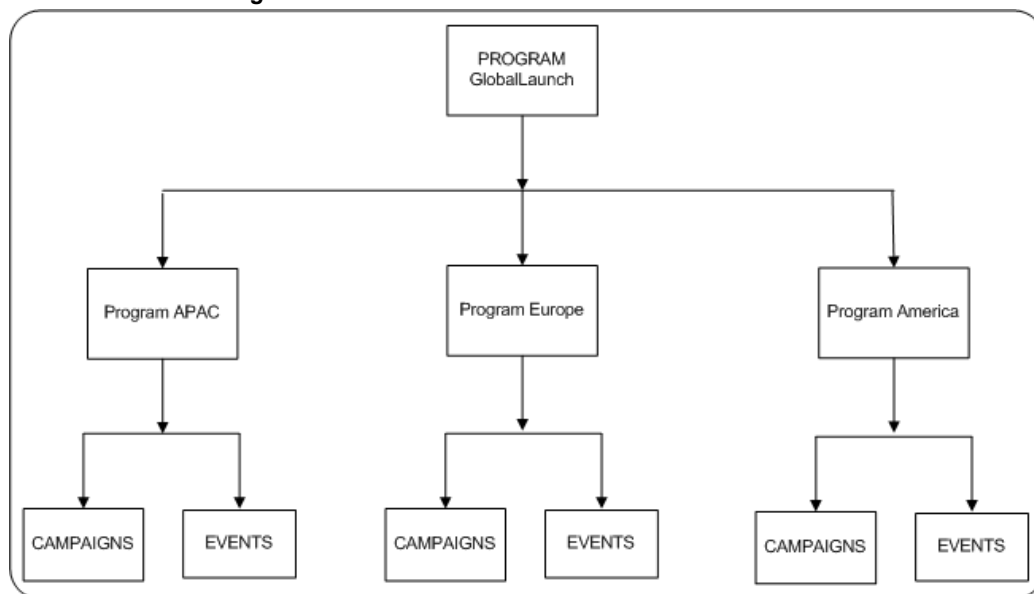 PROGRAM
GlobalLaunch
Program APAC
Program Europe
Program America
CAMPAIGNS
EVENTS
CAMPAIGNS
EVENTS
CAMPAIGNS
EVENTS